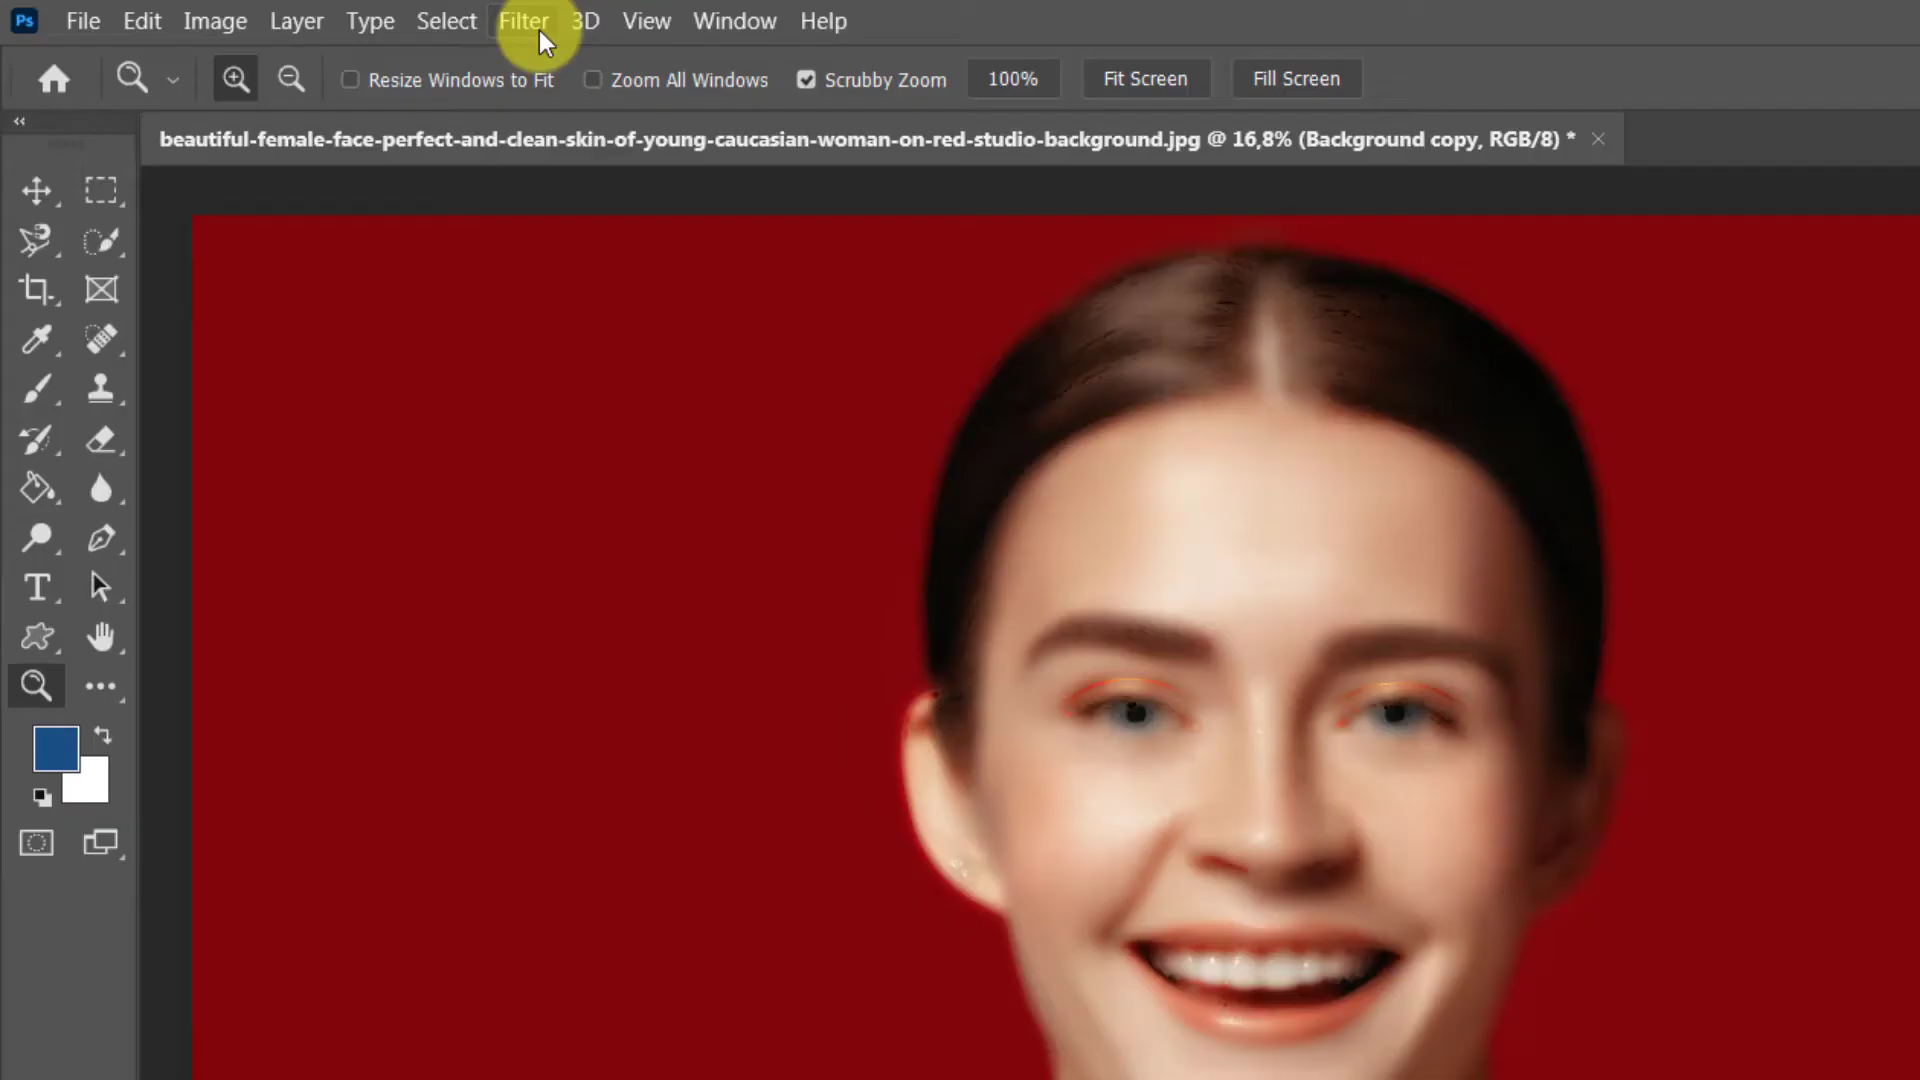 Ps File Edit Image Layer Type Select Filter 3D View Window Help
Resize Windows to Fit Zoom All Windows Scrubby Zoom 100% Fit Screen Fill Screen
beautiful-female-face-perfect-and-clean-skin-of-young-caucasian-woman-on-red-studio-background.jpg @ 16,8% (Background copy, RGB/8) *